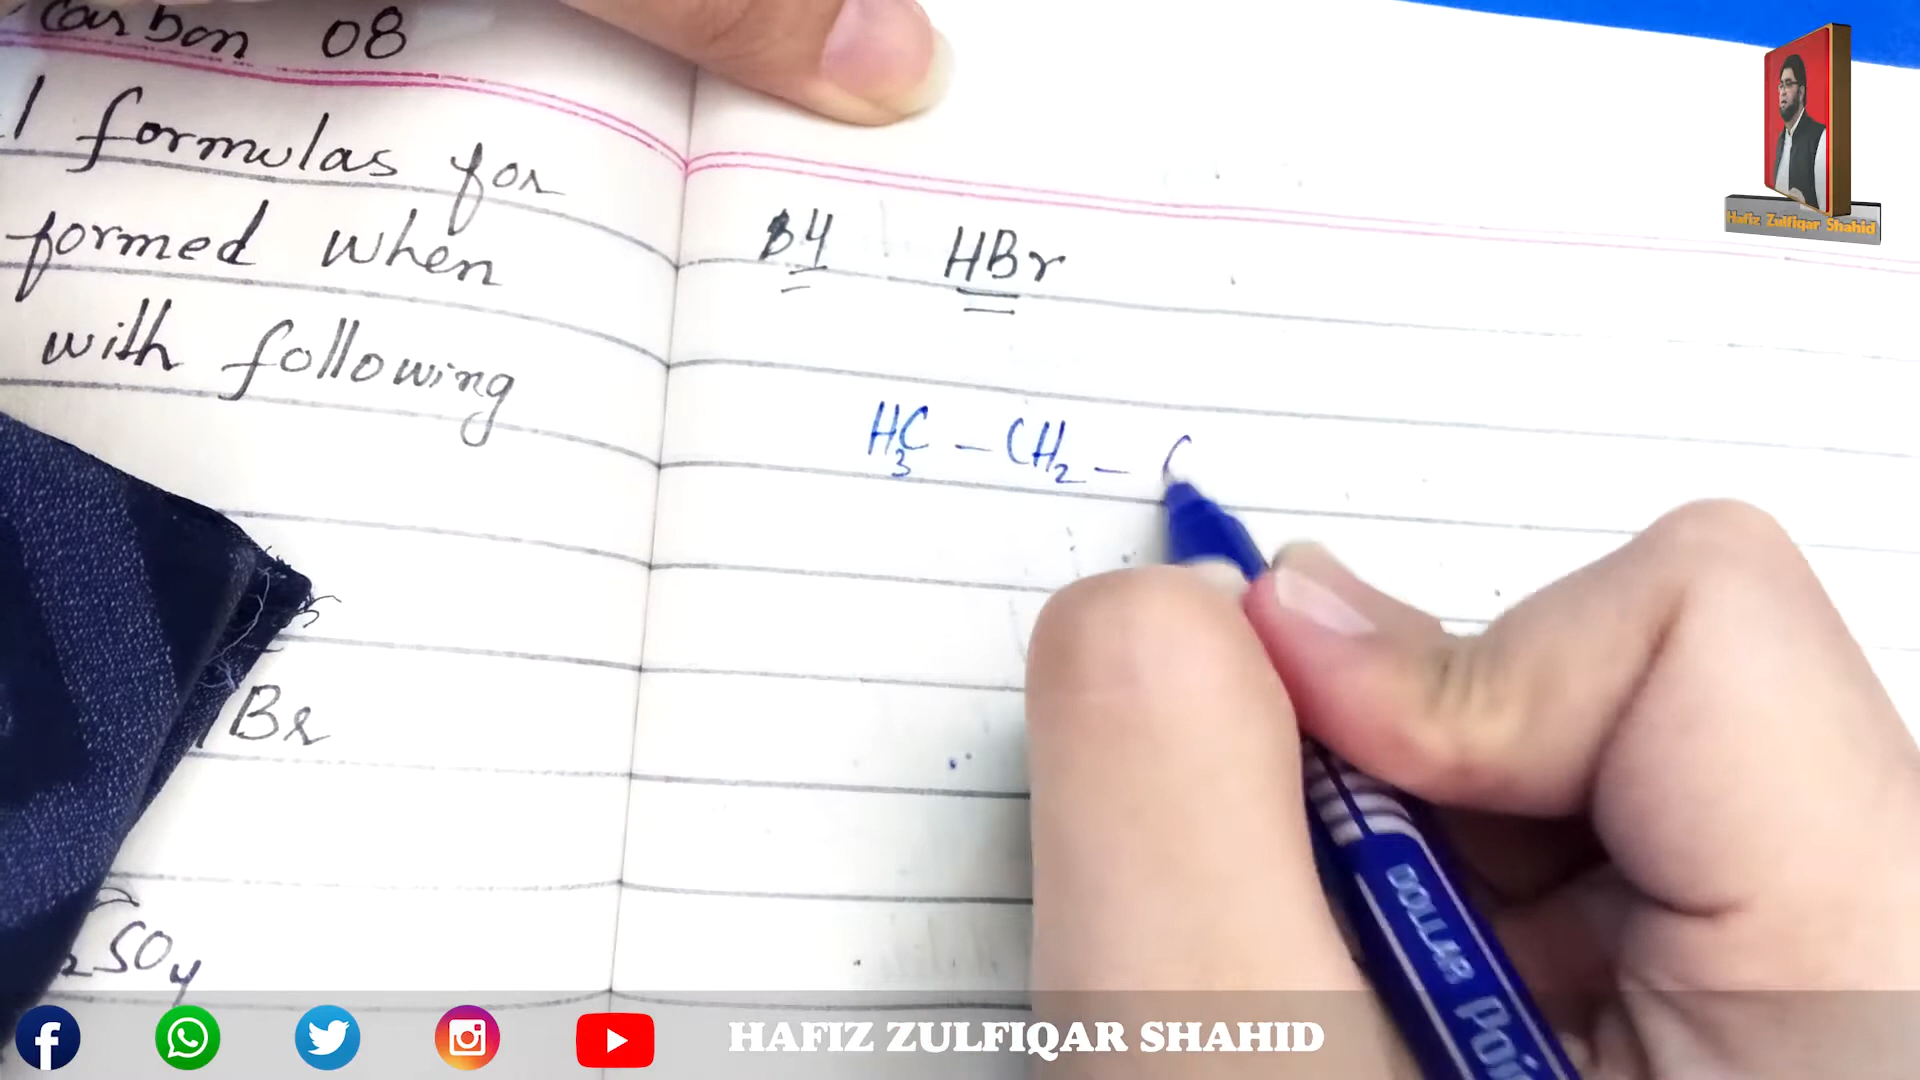 Carbon 08
formulas for
formed when
with following
Br
SO4
84 HBr
H3C - CH2 - C
DOLLAR Poi
Hafiz Zulfiqar Shahid
HAFIZ ZULFIQAR SHAHID